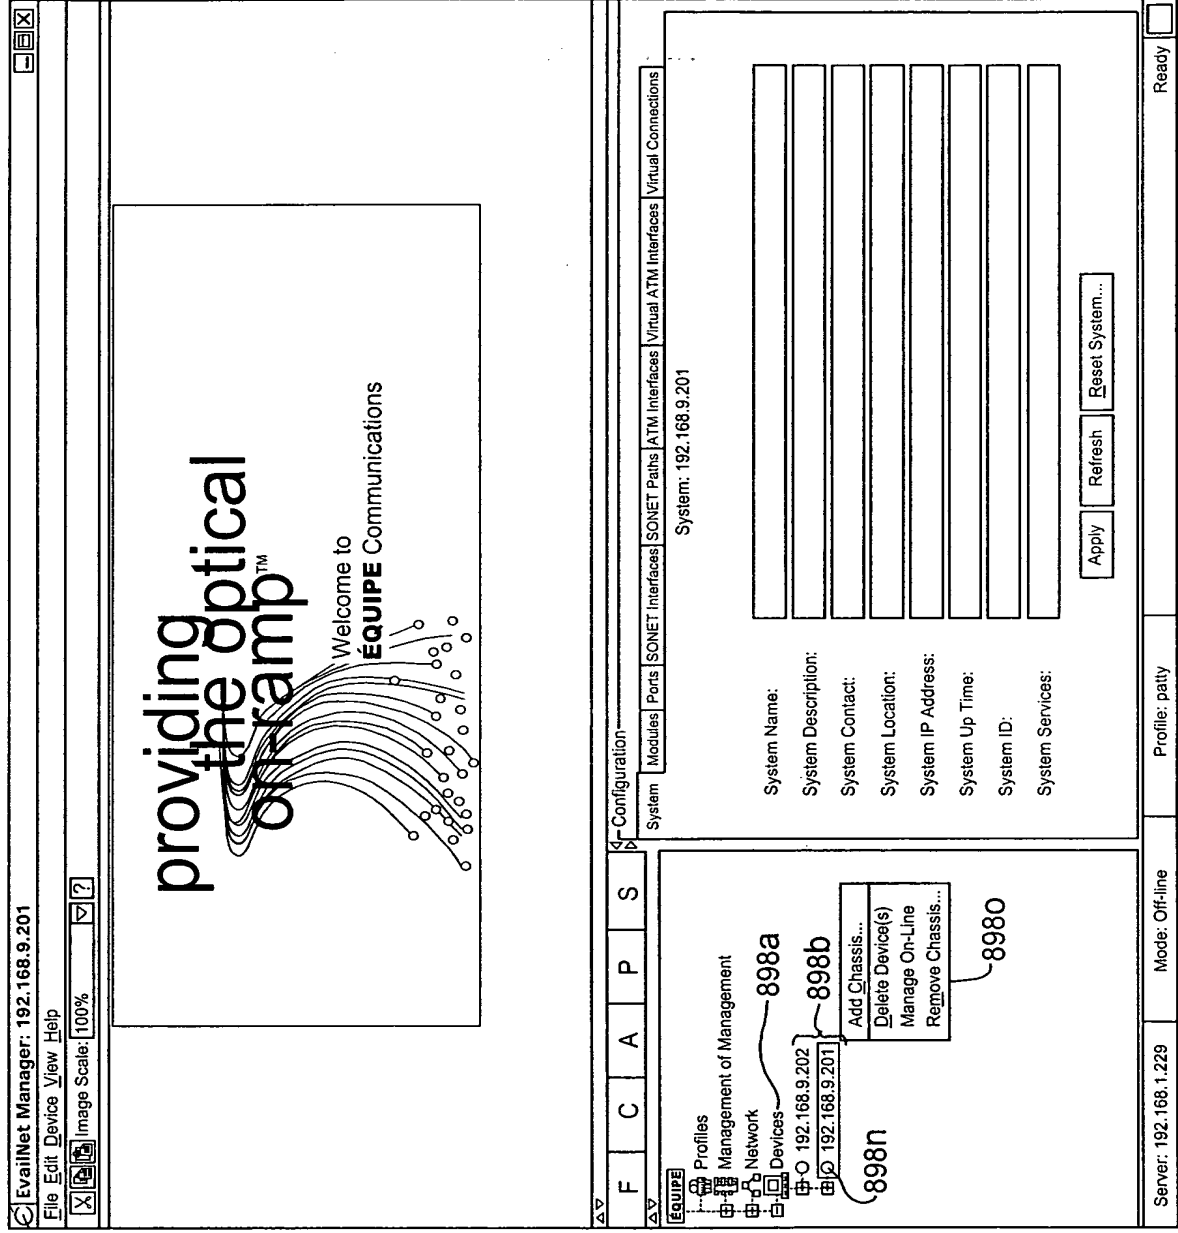 EvailNet Manager: 192.168.9.201
File Edit Device View Help
Image Scale: 100% ?
providing
the optical
on-ramp™
Welcome to
ÉQUIPE Communications
F C A P S
ÉQUIPE
Profiles
Management of Management
Network
Devices
898a
192.168.9.202
192.168.9.201
898b
898n
Add Chassis...
Delete Device(s)
Manage On-Line
Remove Chassis...
898o
Configuration
System Modules Ports SONET Interfaces SONET Paths ATM Interfaces Virtual ATM Interfaces Virtual Connections
System: 192.168.9.201
System Name:
System Description:
System Contact:
System Location:
System IP Address:
System Up Time:
System ID:
System Services:
Apply Refresh Reset System...
Server: 192.168.1.229 Mode: Off-line Profile: patty Ready